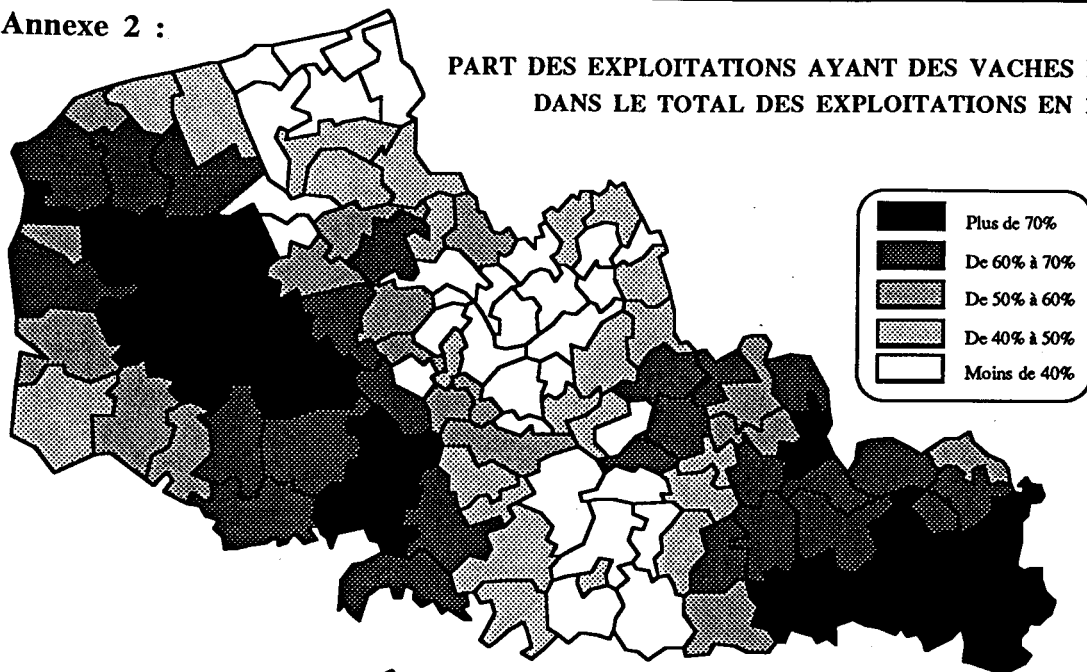 Annexe 2 :
PART DES EXPLOITATIONS AYANT DES VACHES
DANS LE TOTAL DES EXPLOITATIONS EN
Plus de 70%
De 60% à 70%
De 50% à 60%
De 40% à 50%
Moins de 40%